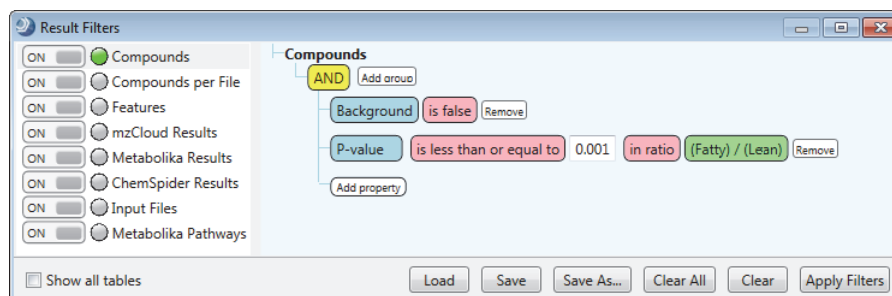 Result Filters
ON Compounds
ON Compounds per File
ON Features
ON mzCloud Results
ON Metabolika Results
ON ChemSpider Results
ON Input Files
ON Metabolika Pathways
Compounds
AND Add group
Background is false Remove
P-value is less than or equal to 0.001 in ratio (Fatty) / (Lean) Remove
Add property
Show all tables Load Save Save As... Clear All Clear Apply Filters